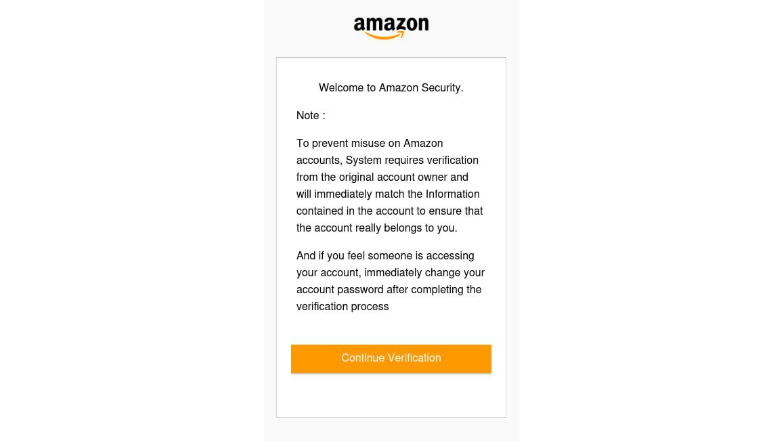 amazon
Welcome to Amazon Security.
Note :
To prevent misuse on Amazon
accounts, System requires verification
from the original account owner and
will immediately match the Information
contained in the account to ensure that
the account really belongs to you.
And if you feel someone is accessing
your account, immediately change your
account password after completing the
verification process
Continue Verification